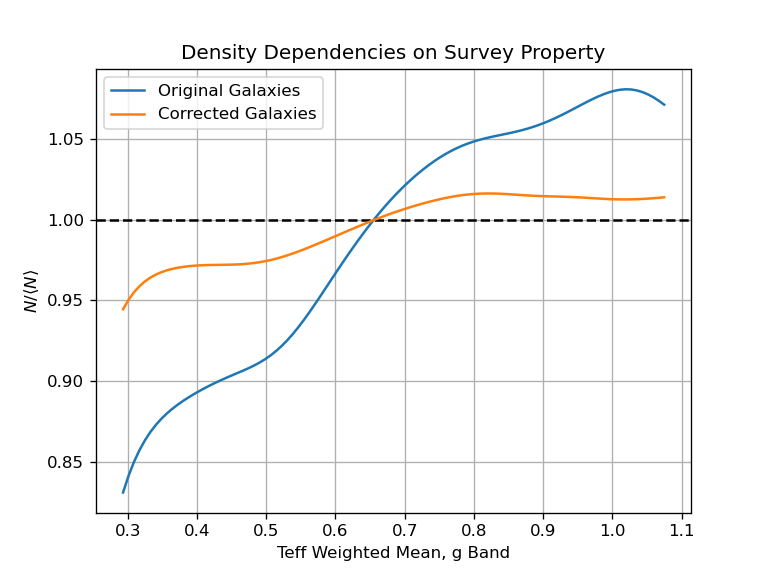 Density Dependencies on Survey Property
Original Galaxies
Corrected Galaxies
1.05
1.00
0.95
0.90
0.85
N/⟨N⟩
0.3 0.4 0.5 0.6 0.7 0.8 0.9 1.0 1.1
Teff Weighted Mean, g Band